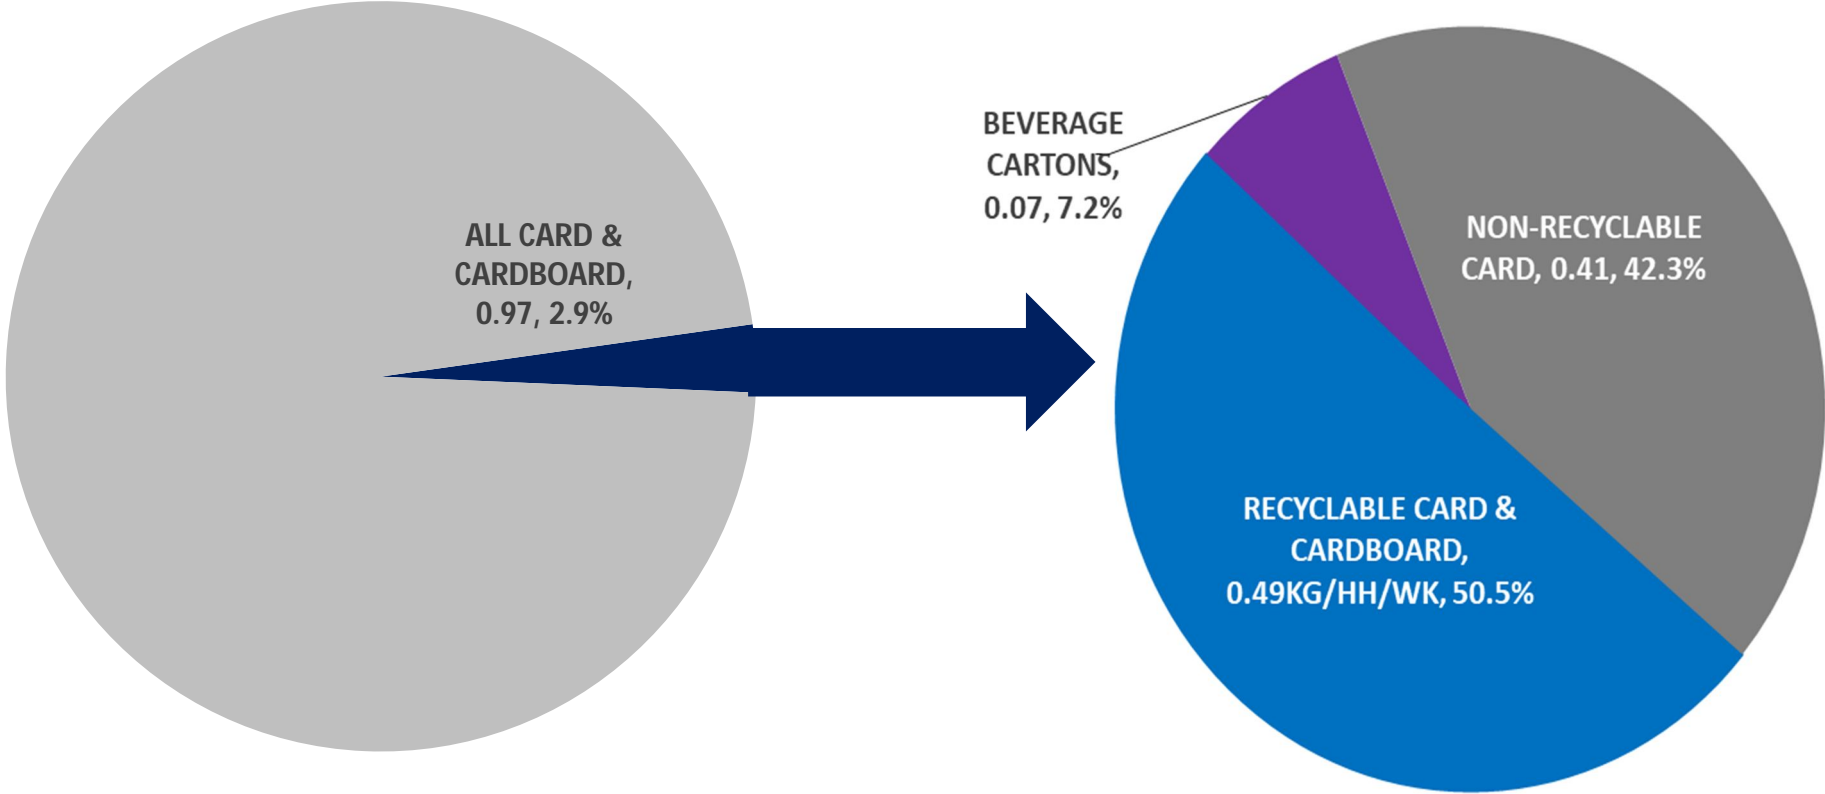 ALL CARD &
CARDBOARD,
0.97, 2.9%
BEVERAGE
CARTONS,
0.07, 7.2%
NON-RECYCLABLE
CARD, 0.41, 42.3%
RECYCLABLE CARD &
CARDBOARD,
0.49KG/HH/WK, 50.5%